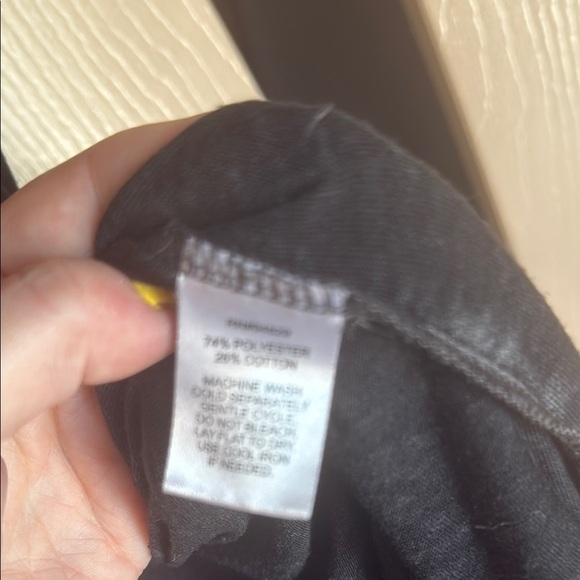 74% POLYESTER
26% COTTON
MACHINE WASH
COLD SEPARATELY
GENTLE CYCLE
DO NOT BLEACH
LAY FLAT TO DRY
USE COOL IRON
IF NEEDED.